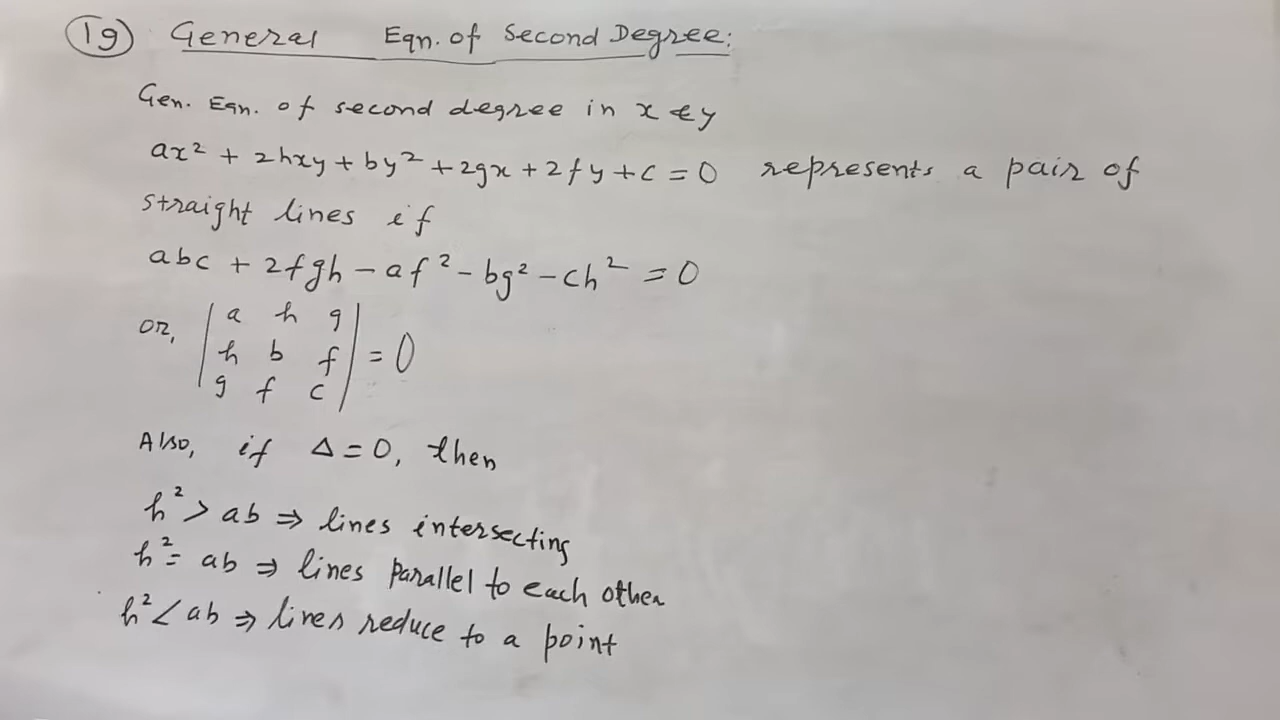 19) General Eqn. of Second Degree:
Gen. Eqn. of second degree in x & y
ax² + 2hxy + by² + 2gx + 2fy + c = 0 represents a pair of
straight lines if
abc + 2fgh - af² - bg² - ch² = 0
or, | a h g |
| h b f | = 0
| g f c |
Also, if Δ = 0, then
h² > ab ⇒ lines intersecting
h² = ab ⇒ lines parallel to each other
h² < ab ⇒ lines reduce to a point